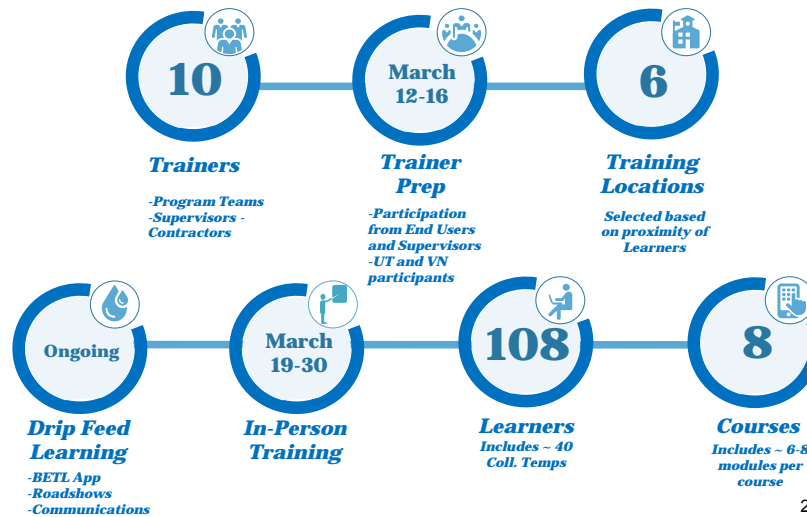 10
Trainers
-Program Teams
-Supervisors -
Contractors
March
12-16
Trainer
Prep
-Participation
from End Users
and Supervisors
-UT and VN
participants
6
Training
Locations
Selected based
on proximity of
Learners
Ongoing
Drip Feed
Learning
-BETL App
-Roadshows
-Communications
March
19-30
In-Person
Training
108
Learners
Includes ~ 40
Coll. Temps
8
Courses
Includes ~ 6-8
modules per
course
2